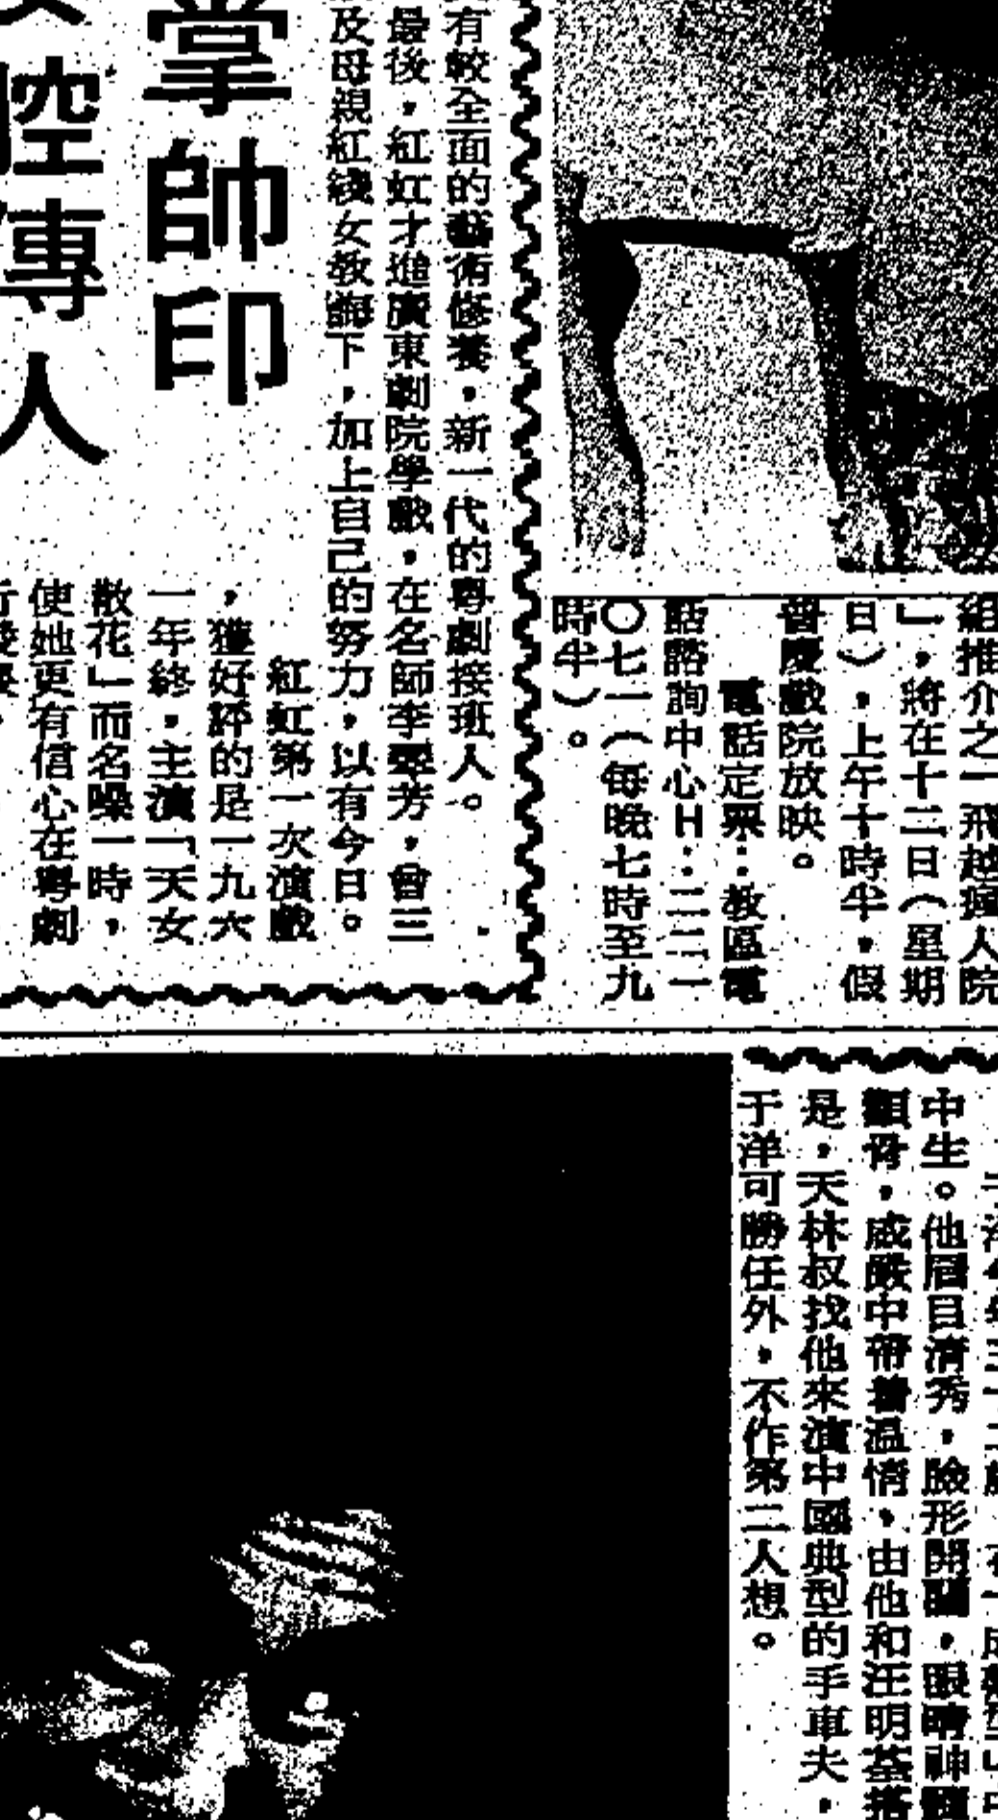 掌帥印
腔傳人
有較全面的藝術修養，新一代的粵劇接班人。
最後，紅虹才進廣東劇院學戲，在名師李翠芳，曾三
及母親紅綫女教誨下，加上自己的努力，以有今日。
紅虹第一次演戲
，獲好評的是一九六
一年終，主演「天女
散花」而名噪一時，
使她更有信心在粵劇
組推介之一飛越瘋人院
」，將在十二日（星期
日），上午十時半，假
普慶戲院放映。
電話定票：教區電
話諮詢中心H．二二一
〇七一（每晚七時至九
時半）。
中生。他眉目清秀，臉形開闊，眼睛神
顴骨，威嚴中帶着溫情，由他和汪明荃搭
是，天林叔找他來演中國典型的手車夫，
于洋可勝任外，不作第二人想。